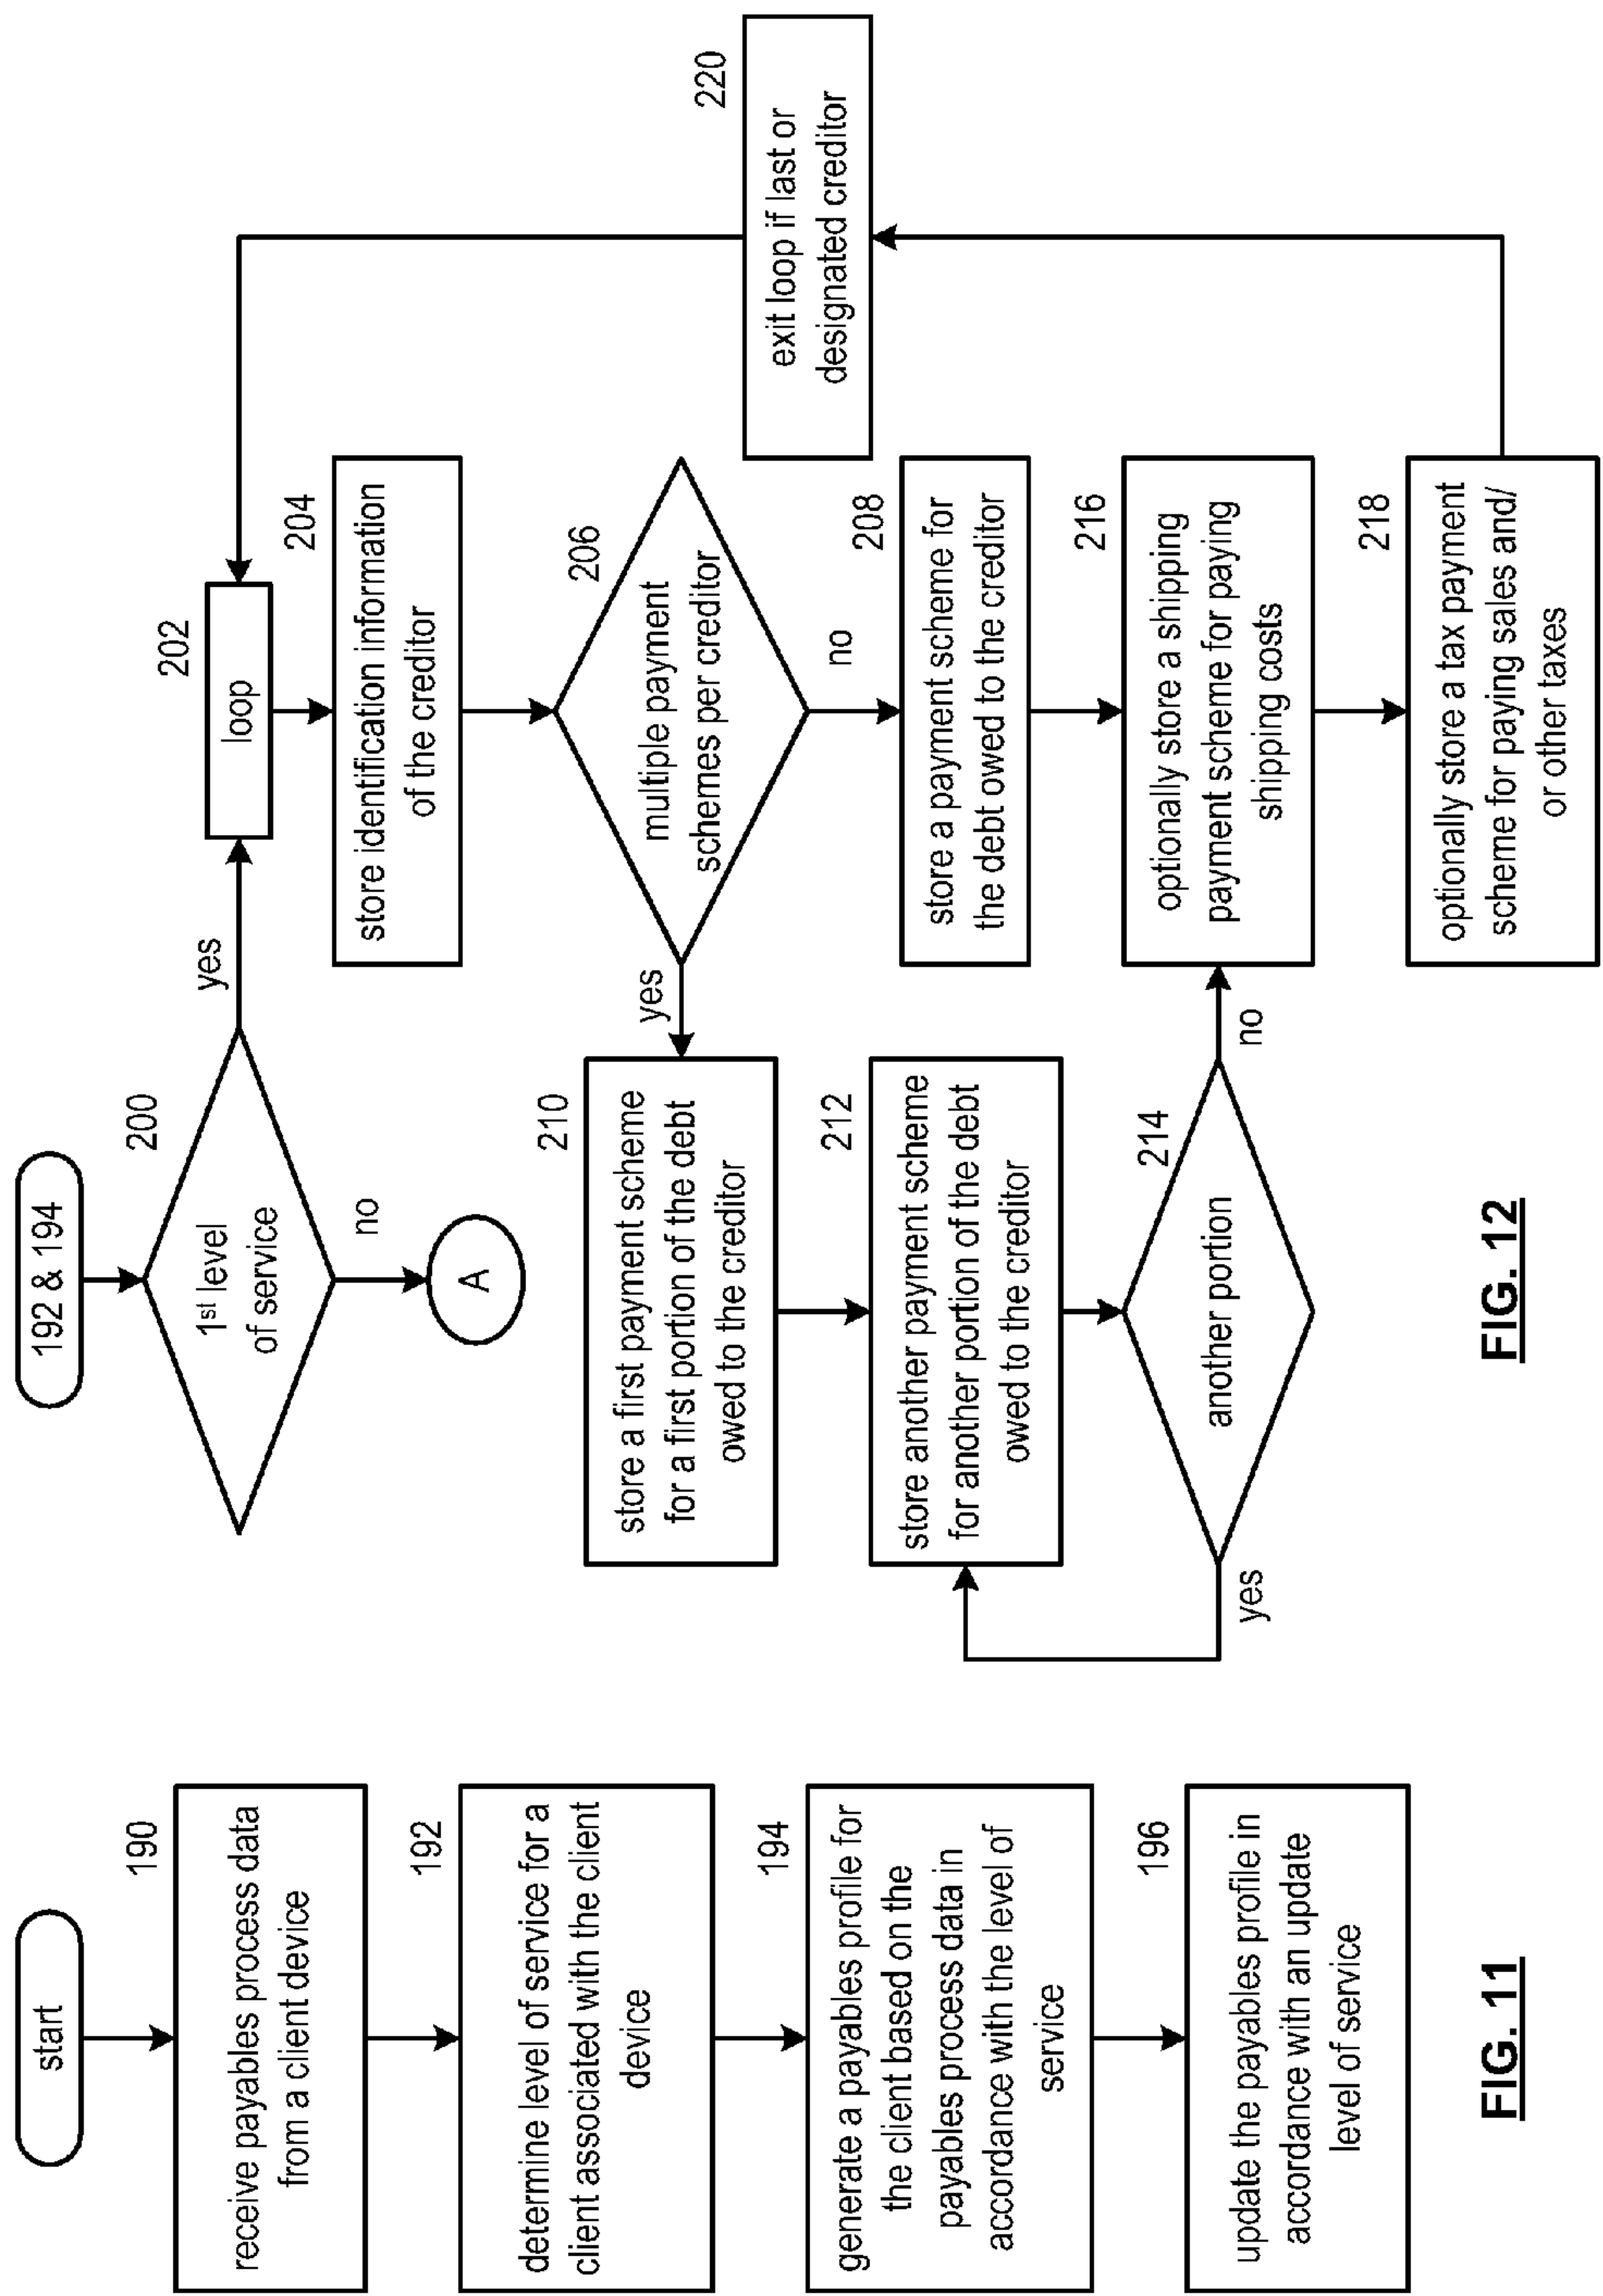 start
190
receive payables process data
from a client device
192
determine level of service for a
client associated with the client
device
194
generate a payables profile for
the client based on the
payables process data in
accordance with the level of
service
196
update the payables profile in
accordance with an update
level of service
FIG. 11
192 & 194
200
1st level
of service
yes
no
A
202
loop
204
store identification information
of the creditor
206
multiple payment
schemes per creditor
yes
no
208
store a payment scheme for
the debt owed to the creditor
210
store a first payment scheme
for a first portion of the debt
owed to the creditor
212
store another payment scheme
for another portion of the debt
owed to the creditor
214
another portion
yes
no
216
optionally store a shipping
payment scheme for paying
shipping costs
218
optionally store a tax payment
scheme for paying sales and/
or other taxes
220
exit loop if last or
designated creditor
FIG. 12